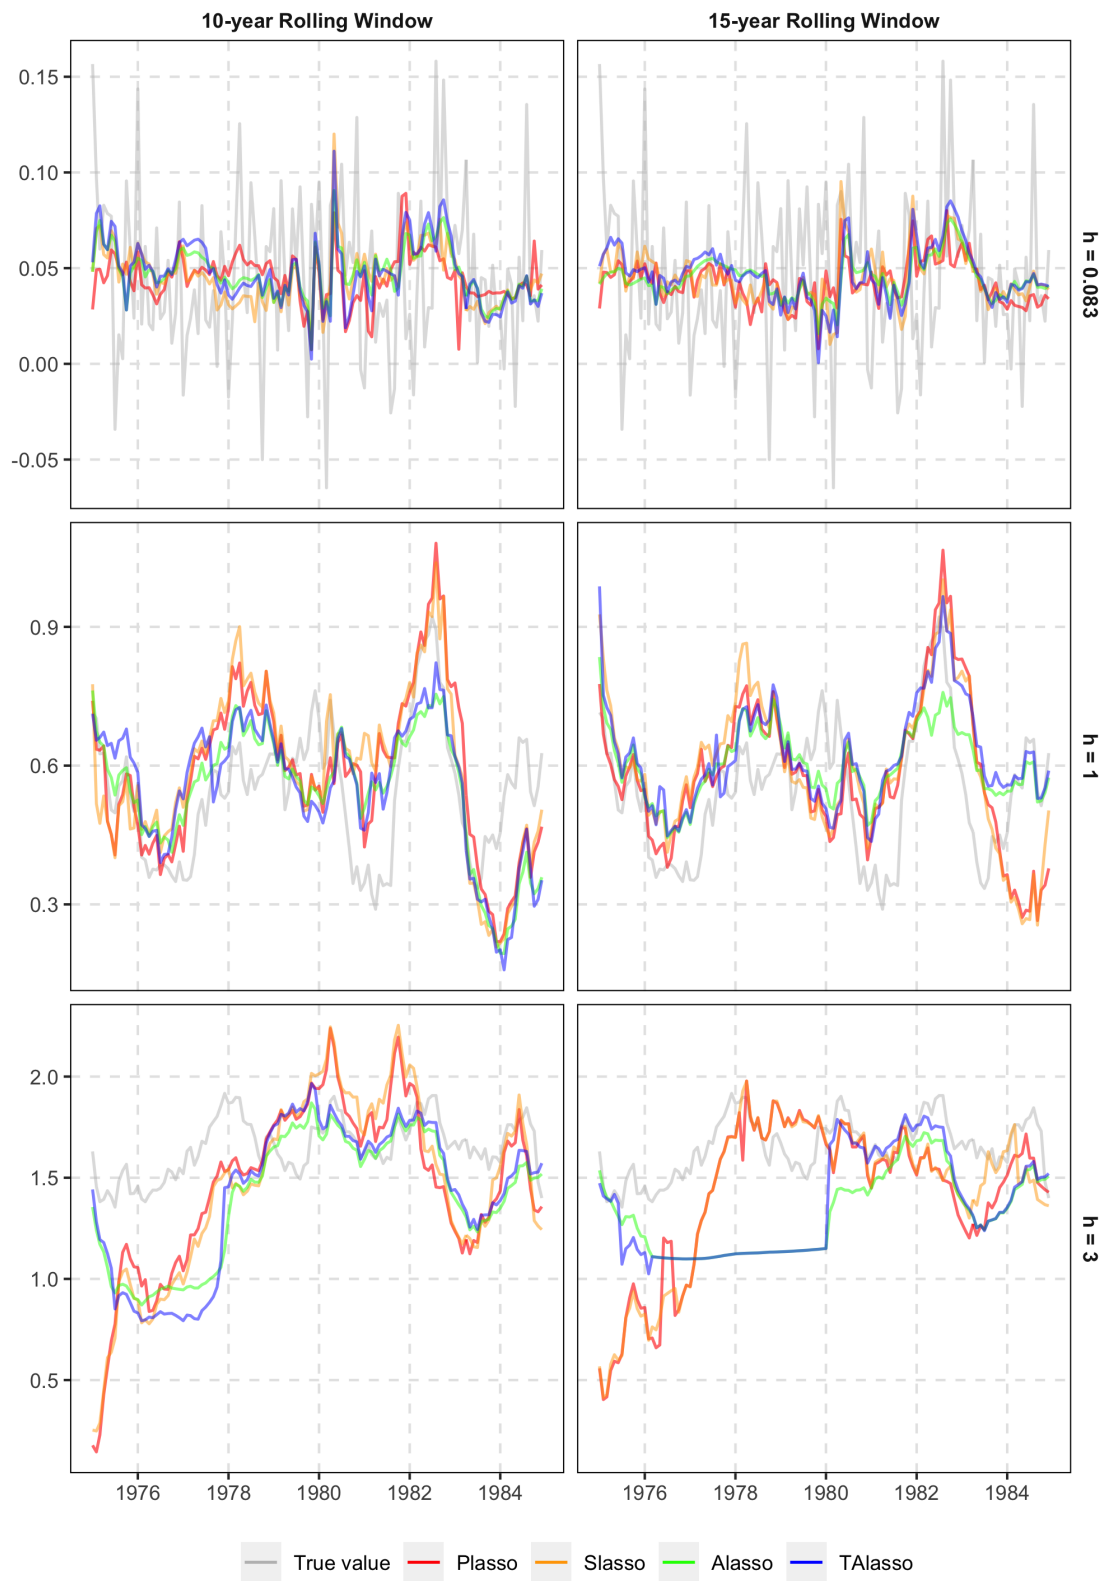 10-year Rolling Window
15-year Rolling Window
0.15
0.10
0.05
0.00
-0.05
h = 0.083
0.9
0.6
0.3
h = 1
2.0
1.5
1.0
0.5
h = 3
1976 1978 1980 1982 1984
1976 1978 1980 1982 1984
True value Plasso Slasso Alasso TAlasso